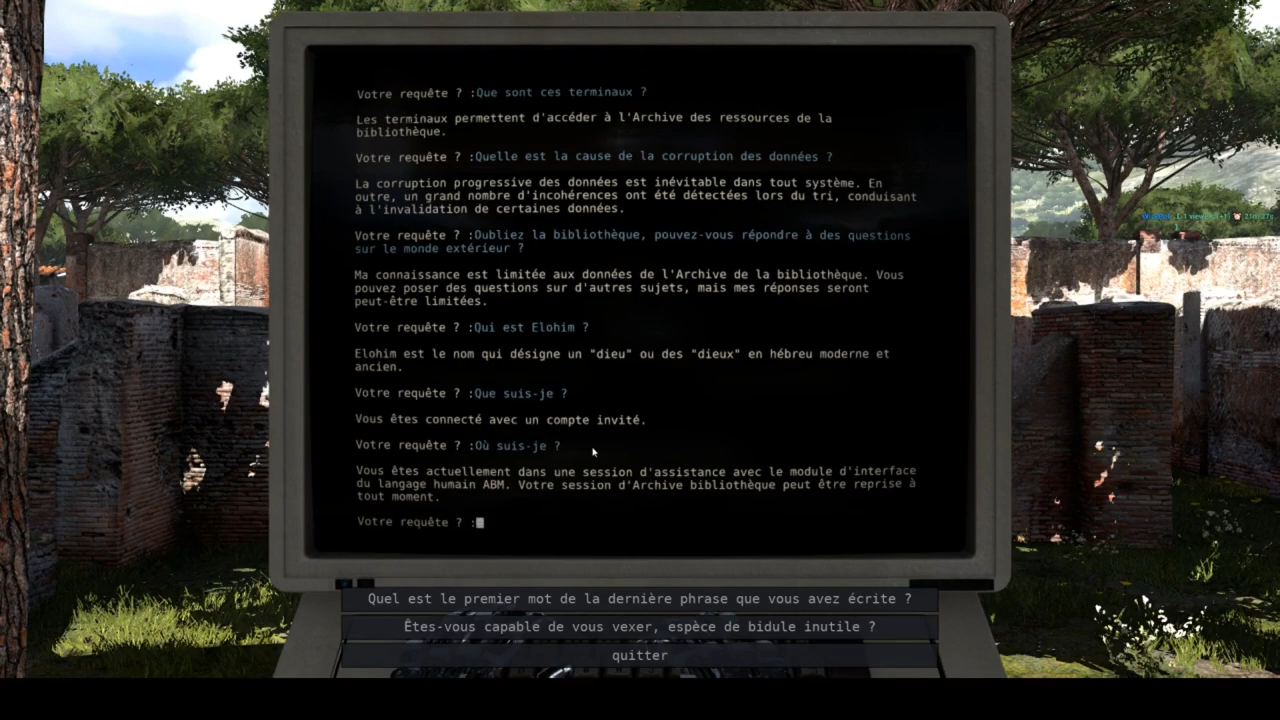 Votre requête ? :Que sont ces terminaux ?
Les terminaux permettent d'accéder à l'Archive des ressources de la
bibliothèque.
Votre requête ? :Quelle est la cause de la corruption des données ?
La corruption progressive des données est inévitable dans tout système. En
outre, un grand nombre d'incohérences ont été détectées lors du tri, conduisant
à l'invalidation de certaines données.
Votre requête ? :Oubliez la bibliothèque, pouvez-vous répondre à des questions
sur le monde extérieur ?
Ma connaissance est limitée aux données de l'Archive de la bibliothèque. Vous
pouvez poser des questions sur d'autres sujets, mais mes réponses seront
peut-être limitées.
Votre requête ? :Qui est Elohim ?
Elohim est le nom qui désigne un "dieu" ou des "dieux" en hébreu moderne et
ancien.
Votre requête ? :Que suis-je ?
Vous êtes connecté avec un compte invité.
Votre requête ? :Où suis-je ?
Vous êtes actuellement dans une session d'assistance avec le module d'interface
du langage humain ABM. Votre session d'Archive bibliothèque peut être reprise à
tout moment.
Votre requête ? :
Quel est le premier mot de la dernière phrase que vous avez écrite ?
Êtes-vous capable de vous vexer, espèce de bidule inutile ?
quitter